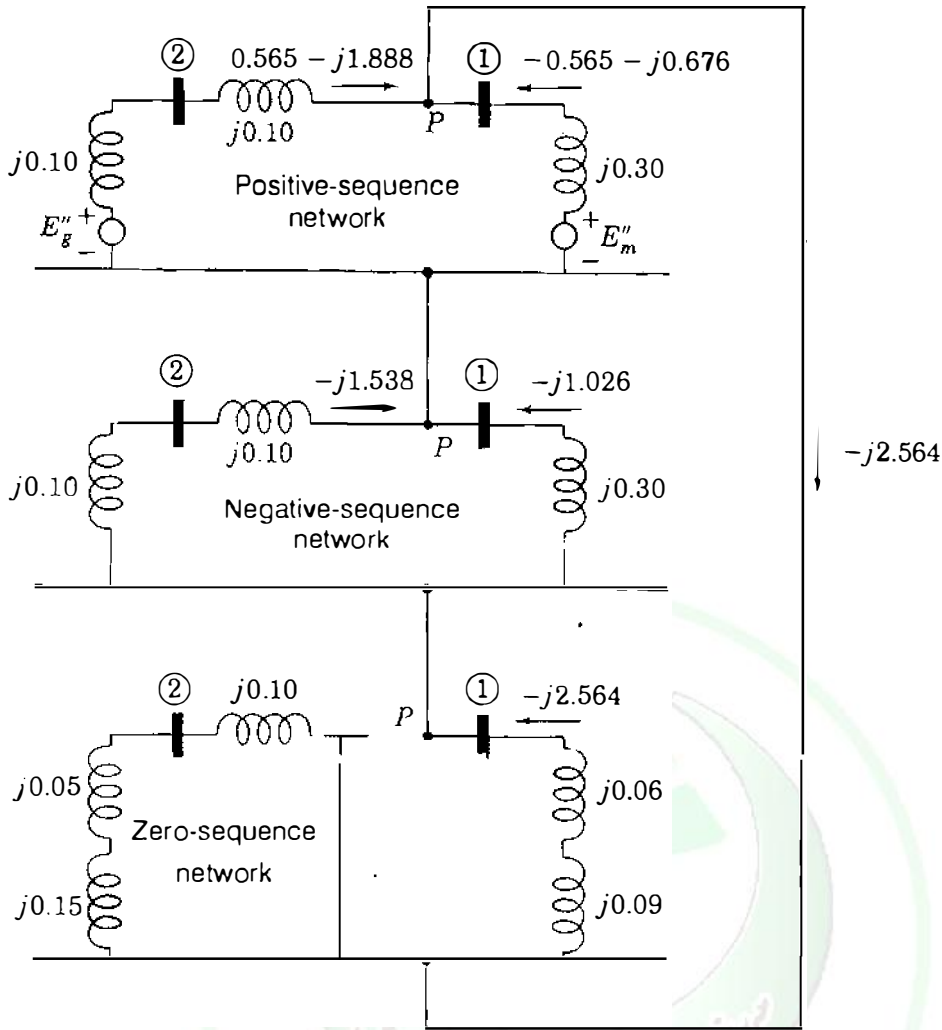 ② 0.565 − j1.888 ① −0.565 − j0.676
P
j0.10
j0.10 j0.30
Positive-sequence
network
E″g + − + − E″m
② −j1.538 ① −j1.026
P
j0.10
j0.10 j0.30
−j2.564
Negative-sequence
network
② j0.10 P ① −j2.564
j0.05 j0.06
Zero-sequence
network
j0.15 j0.09